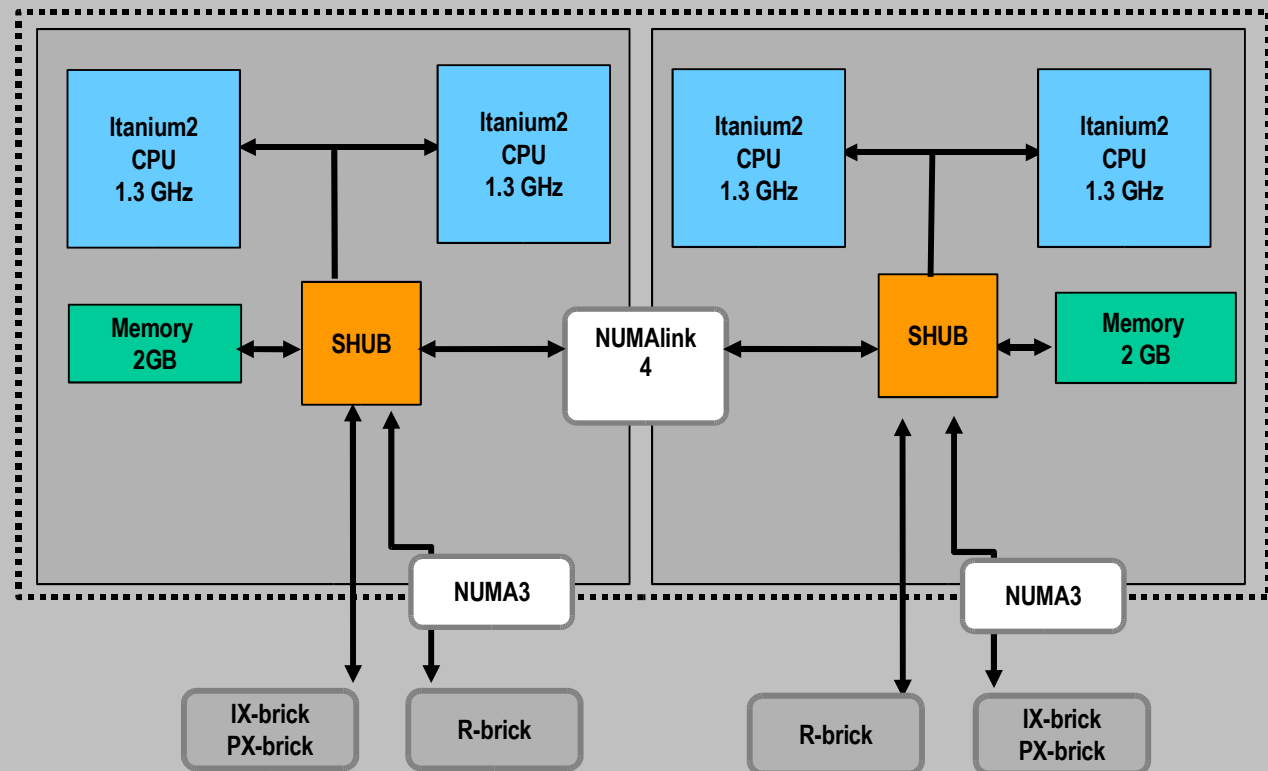 Itanium2
CPU
1.3 GHz
Itanium2
CPU
1.3 GHz
Itanium2
CPU
1.3 GHz
Itanium2
CPU
1.3 GHz
Memory
2GB
SHUB
NUMAlink
4
SHUB
Memory
2 GB
NUMA3
NUMA3
IX-brick
PX-brick
R-brick
R-brick
IX-brick
PX-brick